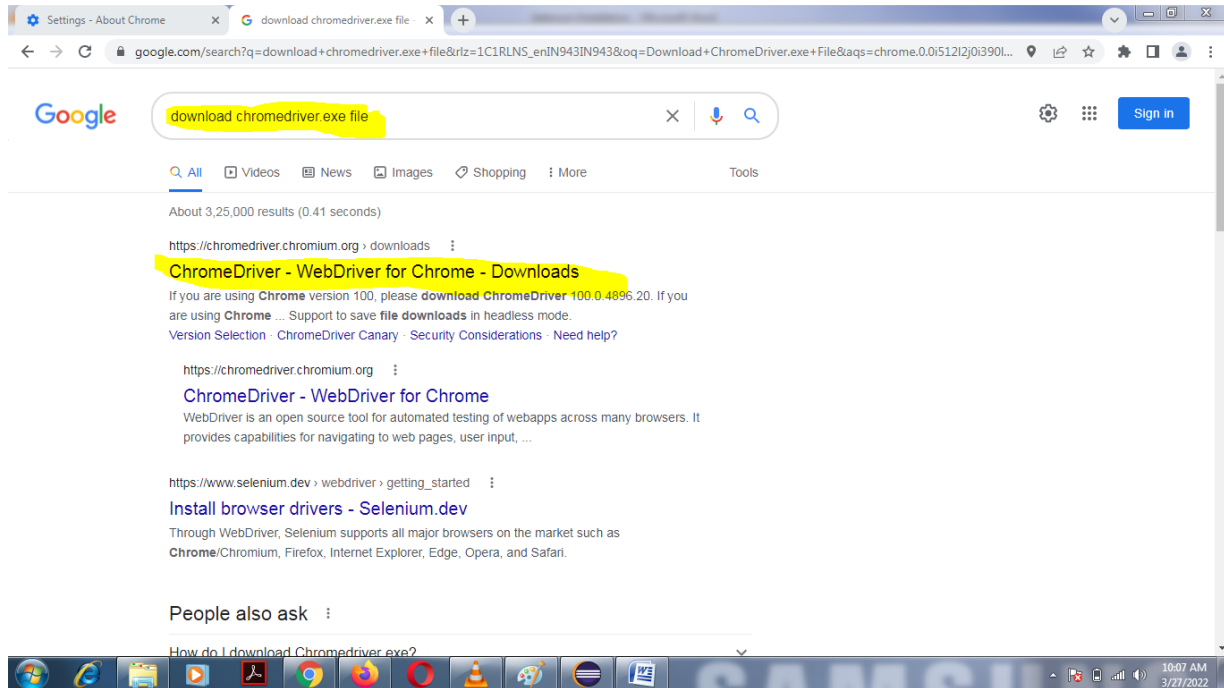 Settings - About Chrome
download chromedriver.exe file -
google.com/search?q=download+chromedriver.exe+file&rlz=1C1RLNS_enIN943IN943&oq=Download+ChromeDriver.exe+File&aqs=chrome.0.0i512l2j0i390l...
Google
download chromedriver.exe file
Sign in
All Videos News Images Shopping More Tools
About 3,25,000 results (0.41 seconds)
https://chromedriver.chromium.org › downloads
ChromeDriver - WebDriver for Chrome - Downloads
If you are using Chrome version 100, please download ChromeDriver 100.0.4896.20. If you
are using Chrome ... Support to save file downloads in headless mode.
Version Selection · ChromeDriver Canary · Security Considerations · Need help?
https://chromedriver.chromium.org
ChromeDriver - WebDriver for Chrome
WebDriver is an open source tool for automated testing of webapps across many browsers. It
provides capabilities for navigating to web pages, user input, ...
https://www.selenium.dev › webdriver › getting_started
Install browser drivers - Selenium.dev
Through WebDriver, Selenium supports all major browsers on the market such as
Chrome/Chromium, Firefox, Internet Explorer, Edge, Opera, and Safari.
People also ask
How do I download Chromedriver exe?
10:07 AM
3/27/2022